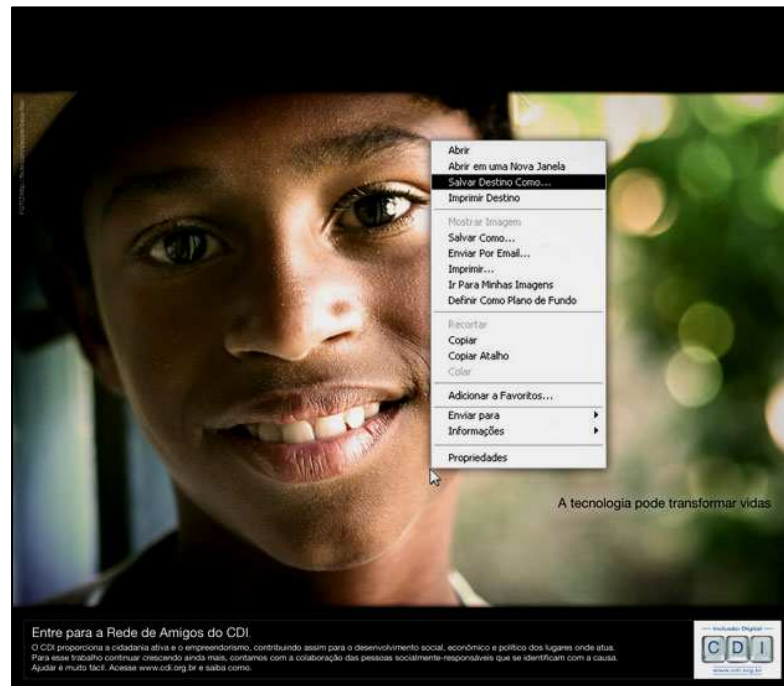 Abrir
Abrir em uma Nova Janela
Salvar Destino Como...
Imprimir Destino
Mostrar Imagem
Salvar Como...
Enviar Por Email...
Imprimir...
Ir Para Minhas Imagens
Definir Como Plano de Fundo
Recortar
Copiar
Copiar Atalho
Colar
Adicionar a Favoritos...
Enviar para
Informações
Propriedades
A tecnologia pode transformar vidas
Entre para a Rede de Amigos do CDI.
O CDI proporciona a cidadania ativa e o empreendorismo, contribuindo assim para o desenvolvimento social, econômico e político dos lugares onde atua.
Para esse trabalho continuar crescendo ainda mais, contamos com a colaboração das pessoas socialmente-responsáveis que se identificam com a causa.
Ajudar é muito fácil. Acesse www.cdi.org.br e saiba como.
Inclusão Digital
CDI
www.cdi.org.br